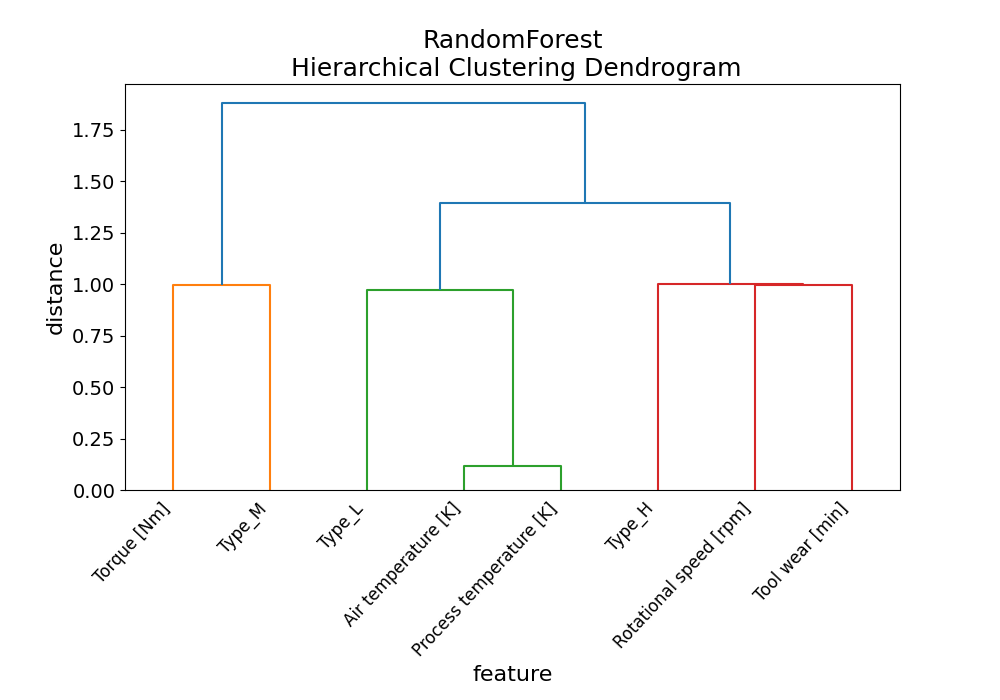 RandomForest
Hierarchical Clustering Dendrogram
distance
1.75
1.50
1.25
1.00
0.75
0.50
0.25
0.00
Torque [Nm]
Type_M
Type_L
Air temperature [K]
Process temperature [K]
Type_H
Rotational speed [rpm]
Tool wear [min]
feature